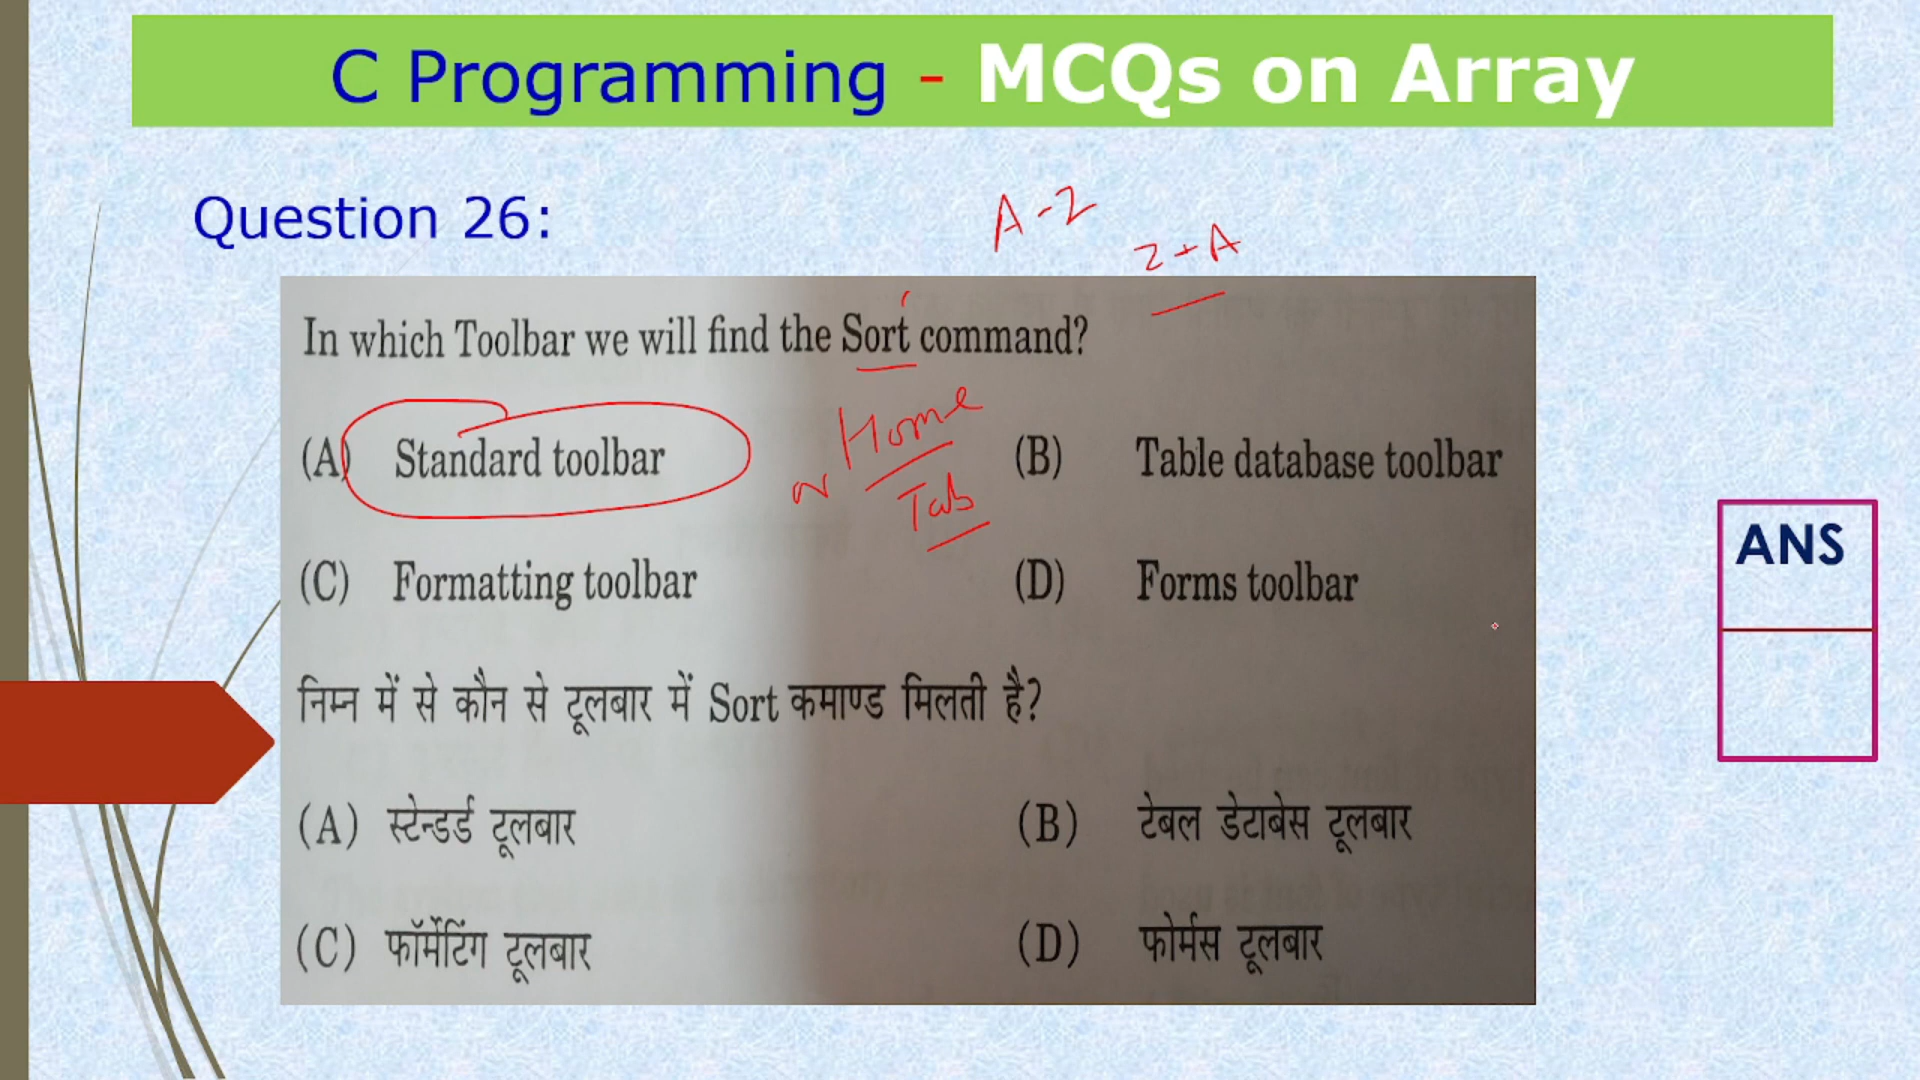 C Programming - MCQs on Array
Question 26:
A-Z
Z-A
In which Toolbar we will find the Sort command?
(A) Standard toolbar
Home
Tab
(B) Table database toolbar
(C) Formatting toolbar
(D) Forms toolbar
ANS
निम्न में से कौन से टूलबार में Sort कमाण्ड मिलती है?
(A) स्टेन्डर्ड टूलबार
(B) टेबल डेटाबेस टूलबार
(C) फॉर्मेटिंग टूलबार
(D) फोर्मस टूलबार